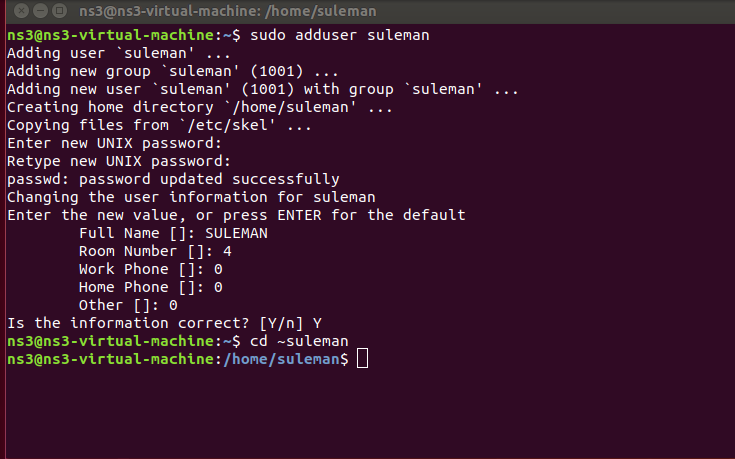 ns3@ns3-virtual-machine: /home/suleman
ns3@ns3-virtual-machine:~$ sudo adduser suleman
Adding user `suleman' ...
Adding new group `suleman' (1001) ...
Adding new user `suleman' (1001) with group `suleman' ...
Creating home directory `/home/suleman' ...
Copying files from `/etc/skel' ...
Enter new UNIX password:
Retype new UNIX password:
passwd: password updated successfully
Changing the user information for suleman
Enter the new value, or press ENTER for the default
        Full Name []: SULEMAN
        Room Number []: 4
        Work Phone []: 0
        Home Phone []: 0
        Other []: 0
Is the information correct? [Y/n] Y
ns3@ns3-virtual-machine:~$ cd ~suleman
ns3@ns3-virtual-machine:/home/suleman$